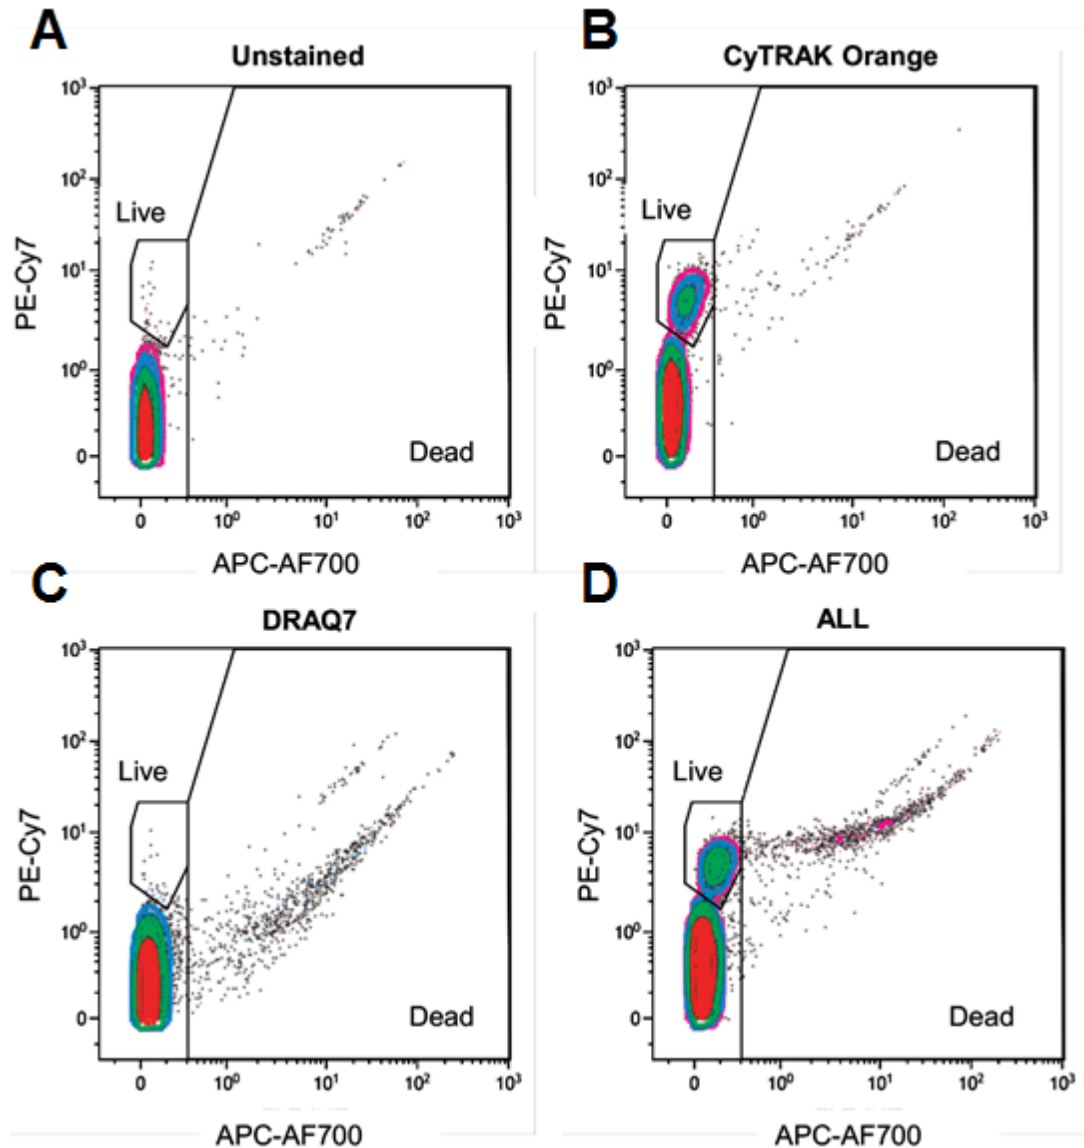 A
Unstained
10³
10²
10¹
10⁰
0
PE-Cy7
Live
Dead
0
10⁰
10¹
10²
10³
APC-AF700
B
CyTRAK Orange
10³
10²
10¹
10⁰
0
PE-Cy7
Live
Dead
0
10⁰
10¹
10²
10³
APC-AF700
C
DRAQ7
10³
10²
10¹
10⁰
0
PE-Cy7
Live
Dead
0
10⁰
10¹
10²
10³
APC-AF700
D
ALL
10³
10²
10¹
10⁰
0
PE-Cy7
Live
Dead
0
10⁰
10¹
10²
10³
APC-AF700